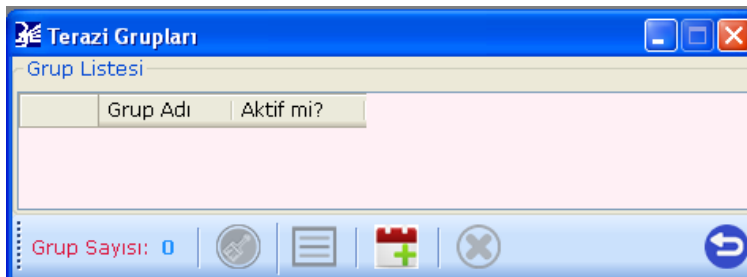 Terazi Grupları
Grup Listesi
Grup Adı Aktif mi?
Grup Sayısı: 0